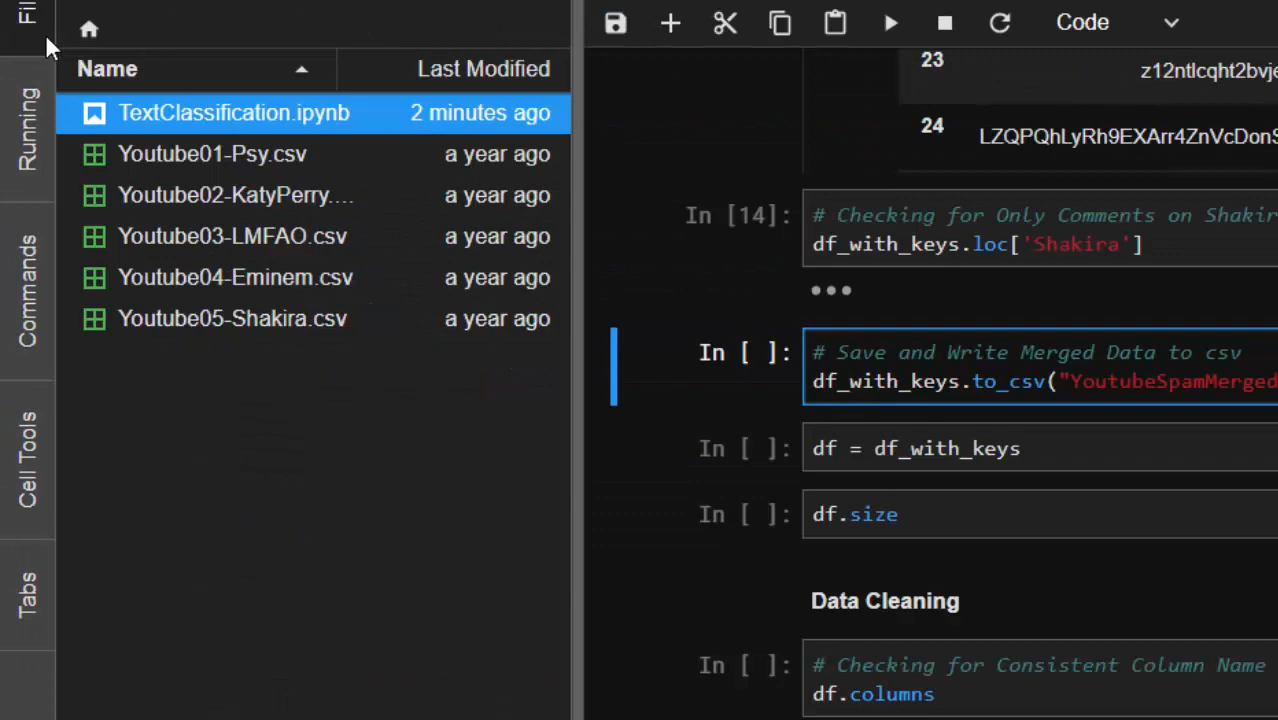 Fil
Running
Commands
Cell Tools
Tabs
Name
Last Modified
TextClassification.ipynb 2 minutes ago
Youtube01-Psy.csv a year ago
Youtube02-KatyPerry.... a year ago
Youtube03-LMFAO.csv a year ago
Youtube04-Eminem.csv a year ago
Youtube05-Shakira.csv a year ago
Code
23
z12ntlcqht2bvje
24 LZQPQhLyRh9EXArr4ZnVcDonS
In [14]: # Checking for Only Comments on Shakir
df_with_keys.loc['Shakira']
•••
In [ ]: # Save and Write Merged Data to csv
df_with_keys.to_csv("YoutubeSpamMerged
In [ ]: df = df_with_keys
In [ ]: df.size
Data Cleaning
In [ ]: # Checking for Consistent Column Name
df.columns